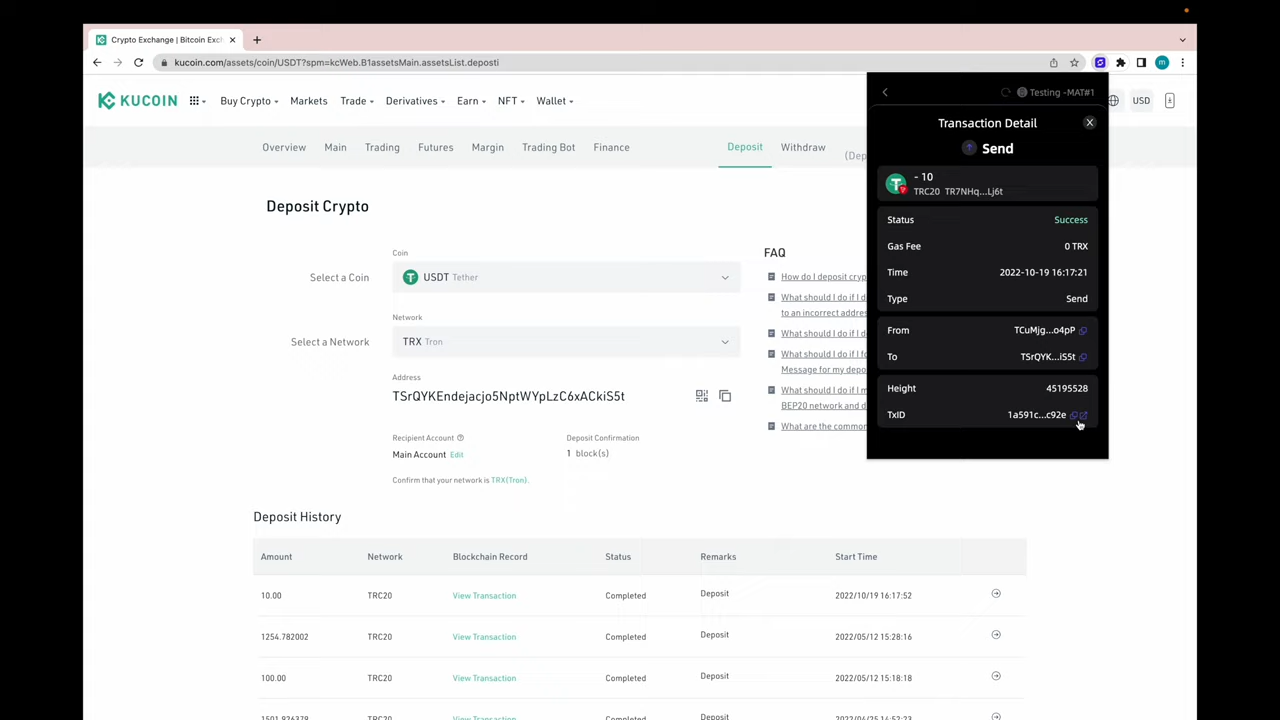 Crypto Exchange | Bitcoin Exc
kucoin.com/assets/coin/USDT?spm=kcWeb.B1assetsMain.assetsList.deposti
m
KUCOIN
Buy Crypto
Markets
Trade
Derivatives
Earn
NFT
Wallet
USD
Overview
Main
Trading
Futures
Margin
Trading Bot
Finance
Deposit
Withdraw
(Dep
Deposit Crypto
Select a Coin
Coin
USDT Tether
Select a Network
Network
TRX Tron
Address
TSrQYKEndejacjo5NptWYpLzC6xACkiS5t
Recipient Account
Main Account Edit
Deposit Confirmation
1 block(s)
Confirm that your network is TRX(Tron).
FAQ
How do I deposit cryp
What should I do if I d
to an incorrect addres
What should I do if I d
What should I do if I fo
Message for my depo
What should I do if I m
BEP20 network and d
What are the common
Testing -MAT#1
Transaction Detail
Send
- 10
TRC20 TR7NHq...Lj6t
Status Success
Gas Fee 0 TRX
Time 2022-10-19 16:17:21
Type Send
From TCuMjg...o4pP
To TSrQYK...iS5t
Height 45195528
TxID 1a591c...c92e
Deposit History
Amount Network Blockchain Record Status Remarks Start Time
10.00 TRC20 View Transaction Completed Deposit 2022/10/19 16:17:52
1254.782002 TRC20 View Transaction Completed Deposit 2022/05/12 15:28:16
100.00 TRC20 View Transaction Completed Deposit 2022/05/12 15:18:18
TRC20 View Transaction Completed Deposit